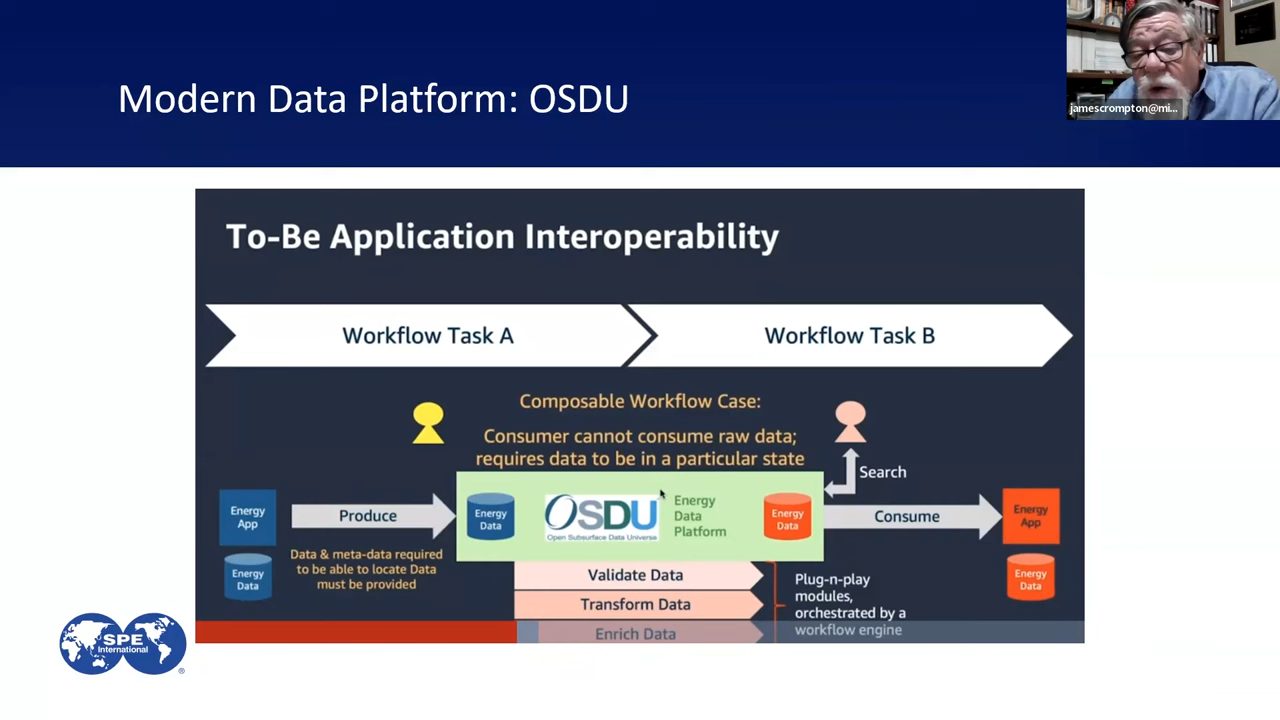 Modern Data Platform: OSDU
jamescrompton@mi...
To-Be Application Interoperability
Workflow Task A
Workflow Task B
Composable Workflow Case:
Consumer cannot consume raw data;
requires data to be in a particular state
Search
Energy
App
Produce
Energy
Data
OSDU
Open Subsurface Data Universe
Energy
Data
Platform
Energy
Data
Consume
Energy
App
Data & meta-data required
to be able to locate Data
must be provided
Energy
Data
Energy
Data
Validate Data
Transform Data
Enrich Data
Plug-n-play
modules,
orchestrated by a
workflow engine
SPE
International
®